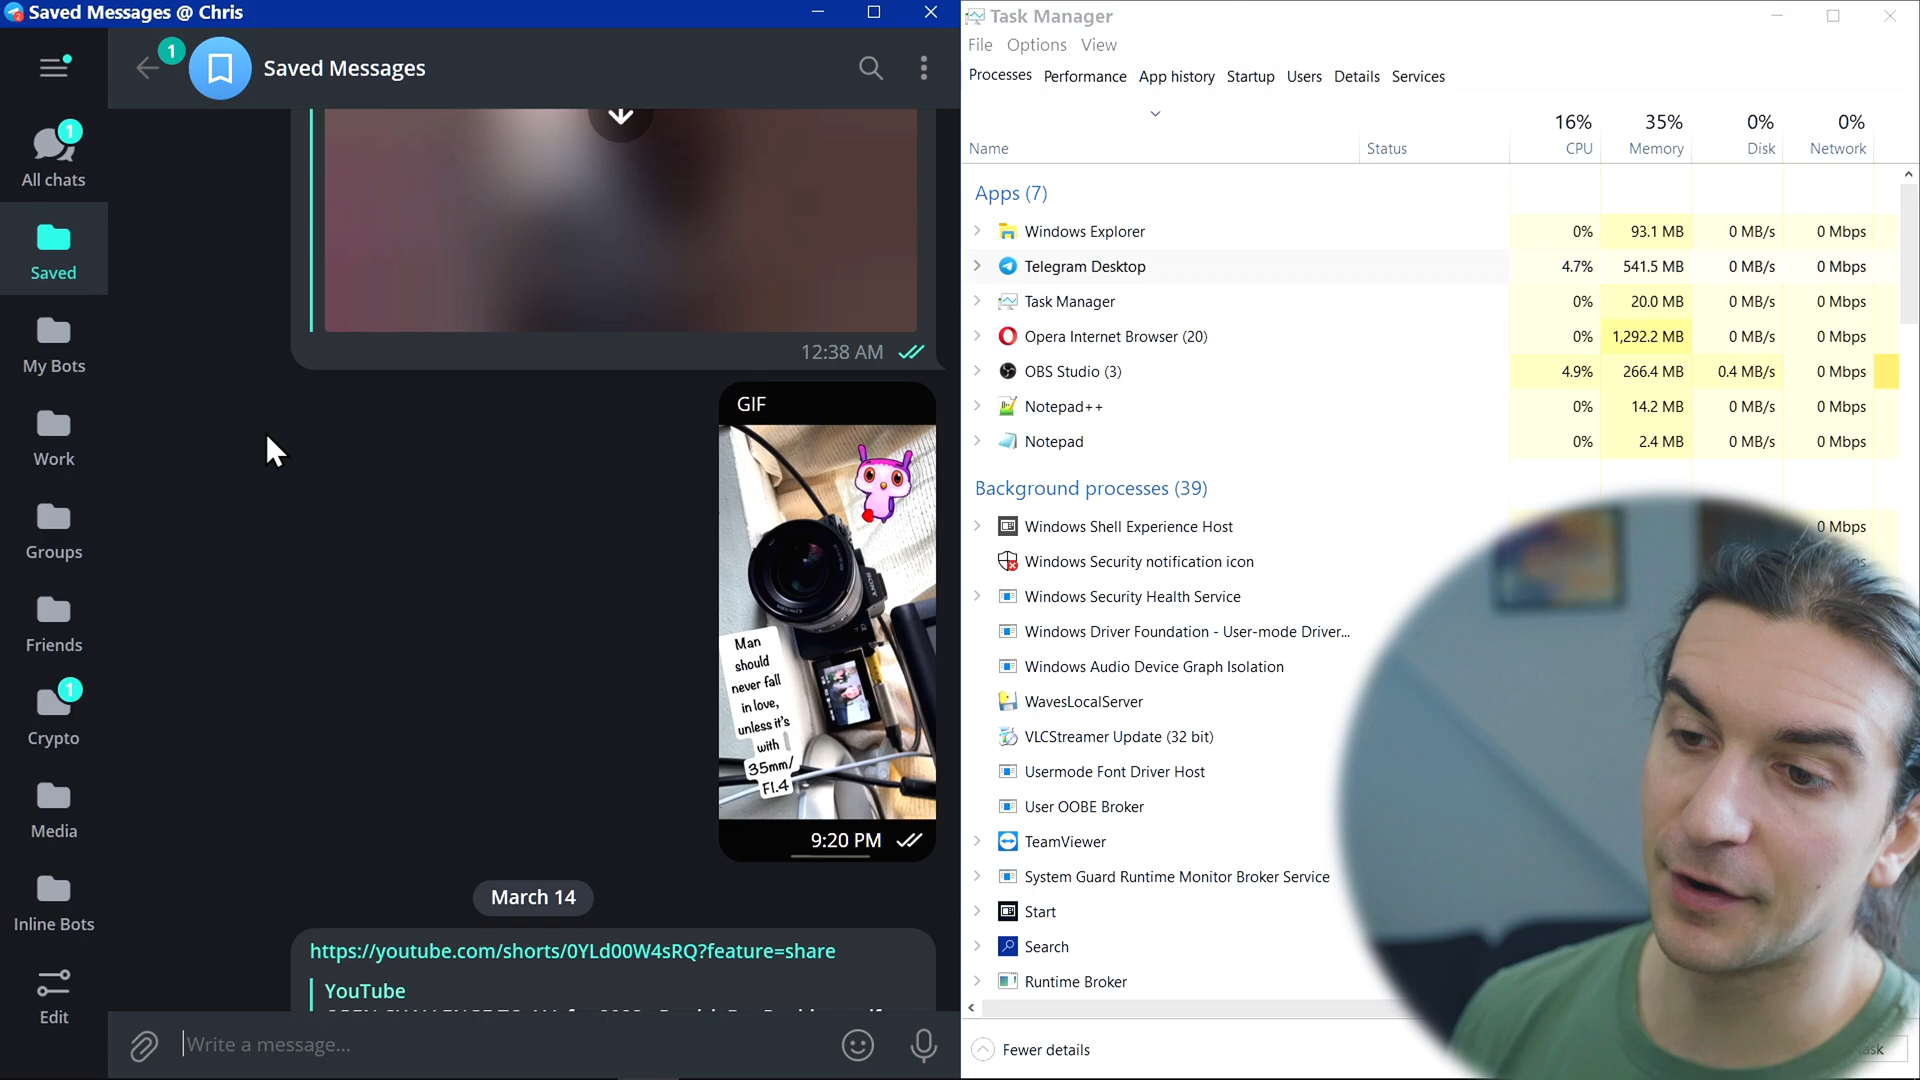 Saved Messages @ Chris
1
Saved Messages
1
All chats
Saved
My Bots
Work
Groups
Friends
1
Crypto
Media
Inline Bots
Edit
12:38 AM
GIF
SONY
Man
should
never fall
in love,
unless it's
with
35mm/
F1.4
9:20 PM
March 14
https://youtube.com/shorts/0YLd00W4sRQ?feature=share
YouTube
Write a message...
Task Manager
File Options View
Processes Performance App history Startup Users Details Services
16% 35% 0% 0%
Name Status CPU Memory Disk Network
Apps (7)
Windows Explorer 0% 93.1 MB 0 MB/s 0 Mbps
Telegram Desktop 4.7% 541.5 MB 0 MB/s 0 Mbps
Task Manager 0% 20.0 MB 0 MB/s 0 Mbps
Opera Internet Browser (20) 0% 1,292.2 MB 0 MB/s 0 Mbps
OBS Studio (3) 4.9% 266.4 MB 0.4 MB/s 0 Mbps
Notepad++ 0% 14.2 MB 0 MB/s 0 Mbps
Notepad 0% 2.4 MB 0 MB/s 0 Mbps
Background processes (39)
Windows Shell Experience Host 0 Mbps
Windows Security notification icon
Windows Security Health Service
Windows Driver Foundation - User-mode Driver...
Windows Audio Device Graph Isolation
WavesLocalServer
VLCStreamer Update (32 bit)
Usermode Font Driver Host
User OOBE Broker
TeamViewer
System Guard Runtime Monitor Broker Service
Start
Search
Runtime Broker
Fewer details